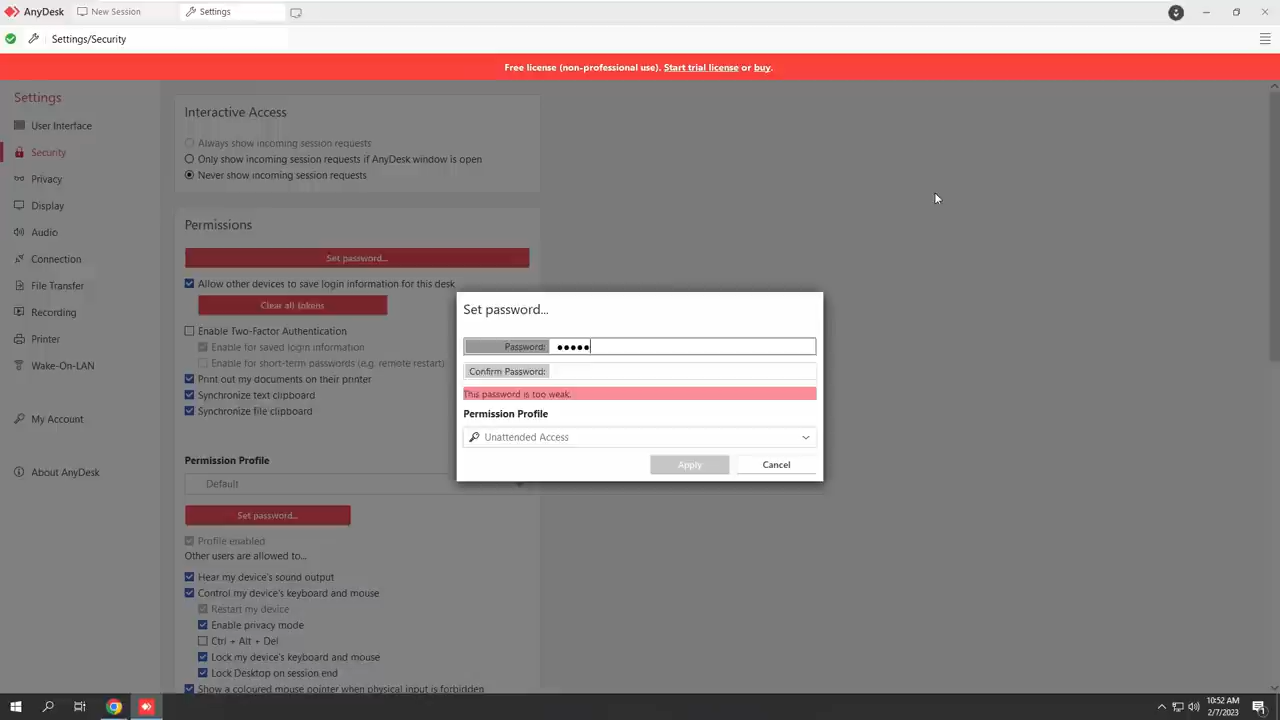 AnyDesk
New Session
Settings
Settings/Security
Free license (non-professional use). Start trial license or buy.
Settings
User Interface
Security
Privacy
Display
Audio
Connection
File Transfer
Recording
Printer
Wake-On-LAN
My Account
About AnyDesk
Interactive Access
Always show incoming session requests
Only show incoming session requests if AnyDesk window is open
Never show incoming session requests
Permissions
Set password...
Allow other devices to save login information for this desk
Clear all tokens
Enable Two-Factor Authentication
Enable for saved login information
Enable for short-term passwords (e.g. remote restart)
Print out my documents on their printer
Synchronize text clipboard
Synchronize file clipboard
Permission Profile
Default
Set password...
Profile enabled
Other users are allowed to...
Hear my device's sound output
Control my device's keyboard and mouse
Restart my device
Enable privacy mode
Ctrl + Alt + Del
Lock my device's keyboard and mouse
Lock Desktop on session end
Show a coloured mouse pointer when physical input is forbidden
Set password...
Password: ●●●●●
Confirm Password:
This password is too weak.
Permission Profile
Unattended Access
Apply
Cancel
10:52 AM
2/7/2023
1